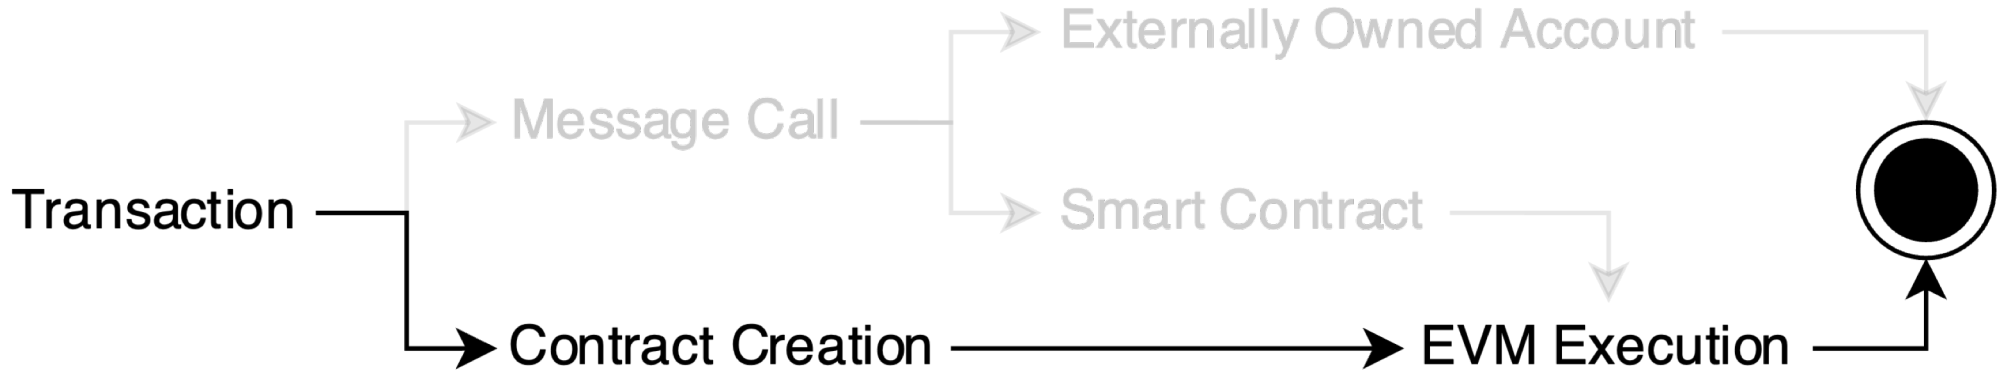 Externally Owned Account
Message Call
Transaction
Smart Contract
Contract Creation
EVM Execution